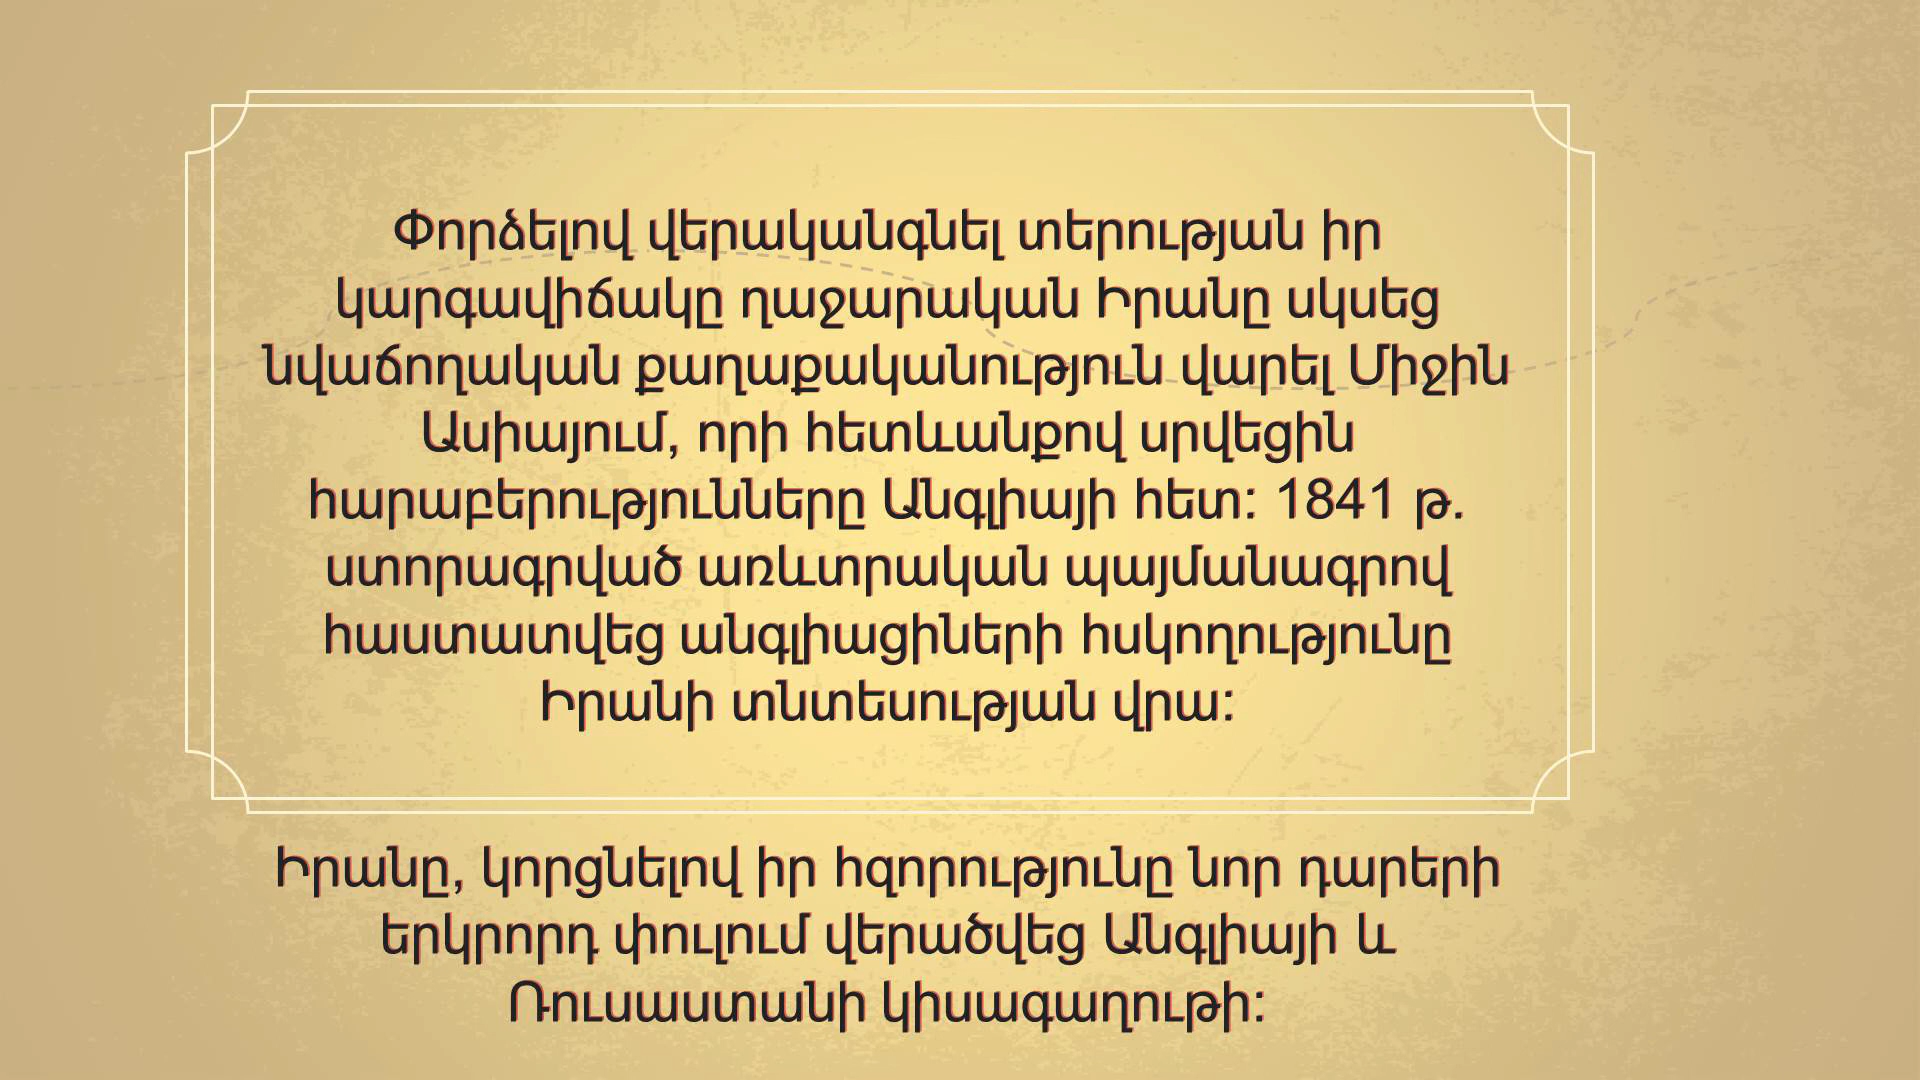 Փորձելով վերականգնել տերության իր
կարգավիճակը ղաջարական Իրանը սկսեց
նվաճողական քաղաքականություն վարել Միջին
Ասիայում, որի հետևանքով սրվեցին
հարաբերությունները Անգլիայի հետ: 1841 թ.
ստորագրված առևտրական պայմանագրով
հաստատվեց անգլիացիների հսկողությունը
Իրանի տնտեսության վրա:
Իրանը, կորցնելով իր հզորությունը նոր դարերի
երկրորդ փուլում վերածվեց Անգլիայի և
Ռուսաստանի կիսագաղութի: